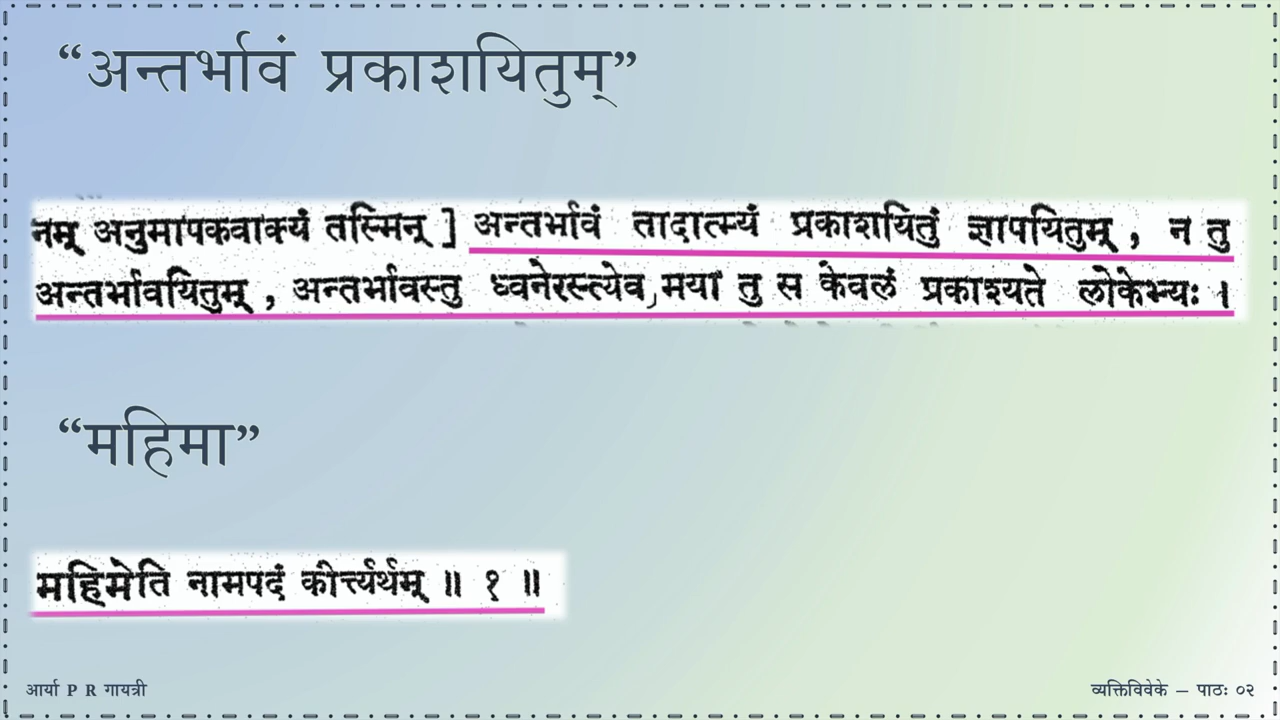 “अन्तर्भावं प्रकाशयितुम्”
नम् अनुमापकवाक्यं तस्मिन् ] अन्तर्भावं तादात्म्यं प्रकाशयितुं ज्ञापयितुम् , न तु
अन्तर्भावयितुम् , अन्तर्भावस्तु ध्वनेरस्त्येव, मया तु स केवलं प्रकाश्यते लोकेभ्यः ।
“महिमा”
महिमेति नामपदं कीर्त्त्यर्थम् ॥ १ ॥
आर्या P R गायत्री
व्यक्तिविवेके – पाठः ०२